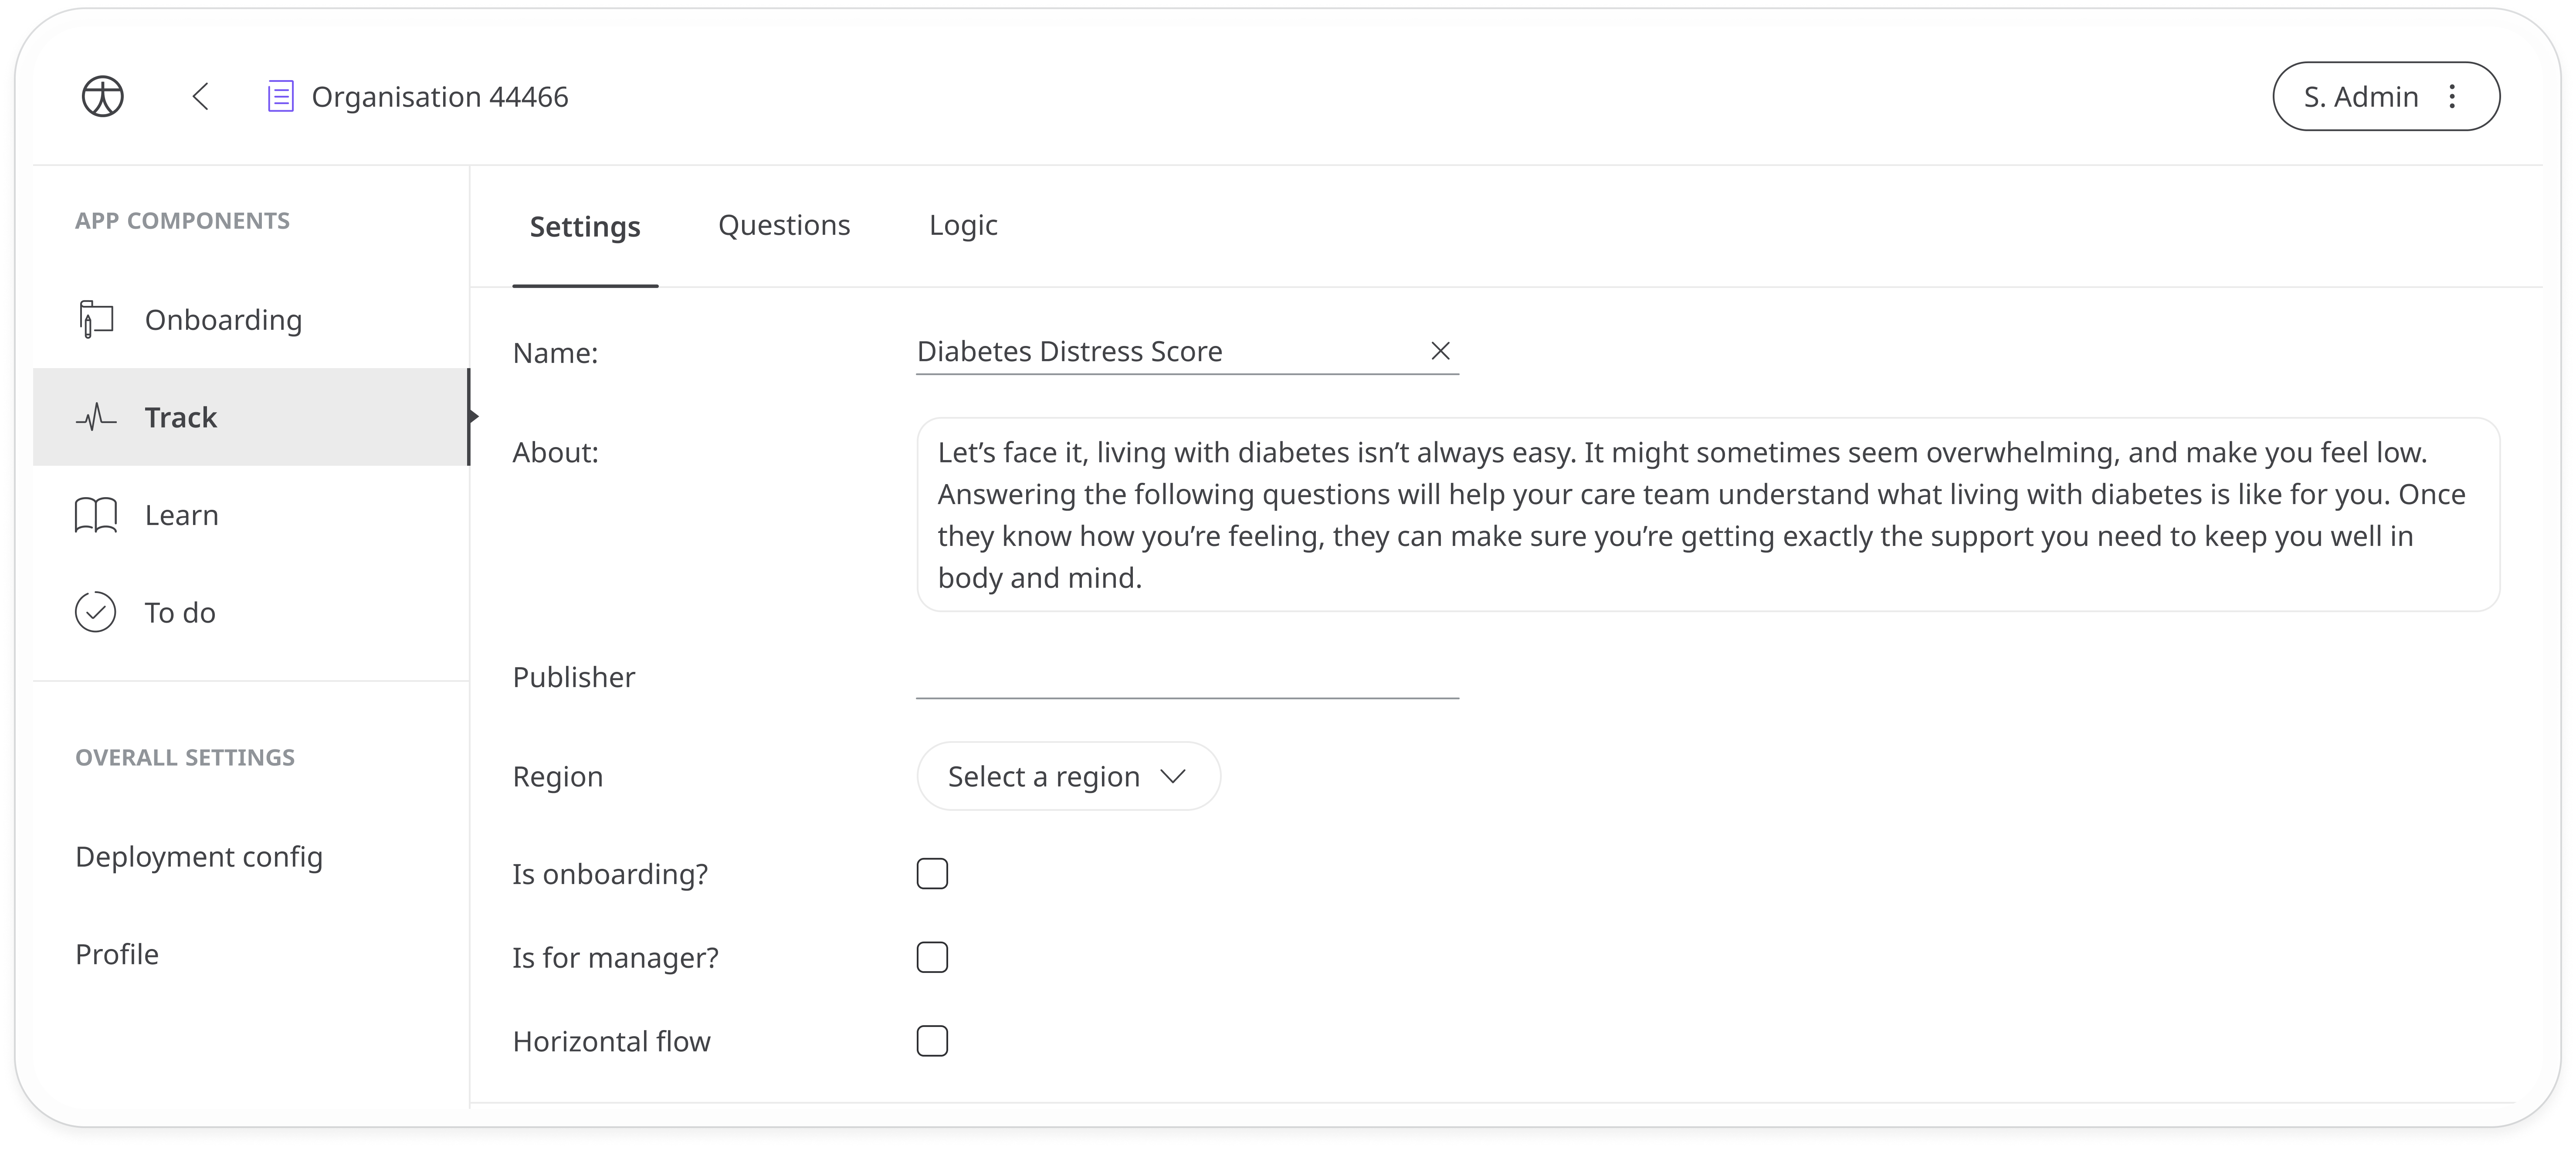 Organisation 44466
S. Admin
APP COMPONENTS
Onboarding
Track
Learn
To do
OVERALL SETTINGS
Deployment config
Profile
Settings Questions Logic
Name: Diabetes Distress Score
About:
Let’s face it, living with diabetes isn’t always easy. It might sometimes seem overwhelming, and make you feel low.
Answering the following questions will help your care team understand what living with diabetes is like for you. Once
they know how you’re feeling, they can make sure you’re getting exactly the support you need to keep you well in
body and mind.
Publisher
Region Select a region
Is onboarding?
Is for manager?
Horizontal flow